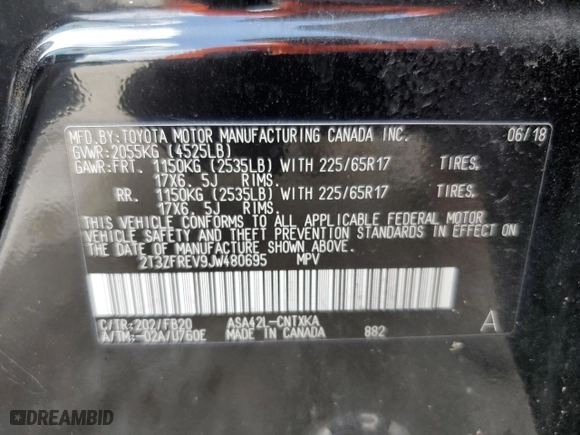 MFD.BY:TOYOTA MOTOR MANUFACTURING CANADA INC. 06/18
GVWR:2055KG (4525LB)
GAWR:FRT. 1150KG (2535LB) WITH 225/65R17 TIRES,
17X6. 5J RIMS.
RR. 1150KG (2535LB) WITH 225/65R17 TIRES,
17X6. 5J RIMS.
THIS VEHICLE CONFORMS TO ALL APPLICABLE FEDERAL MOTOR
VEHICLE SAFETY AND THEFT PREVENTION STANDARDS IN EFFECT ON
THE DATE OF MANUFACTURE SHOWN ABOVE.
2T3ZFREV9JW480695 MPV
C/TR:202/FB20 ASA42L-CNTXKA A
A/TM:-02A/U760E MADE IN CANADA 882
DREAMBID